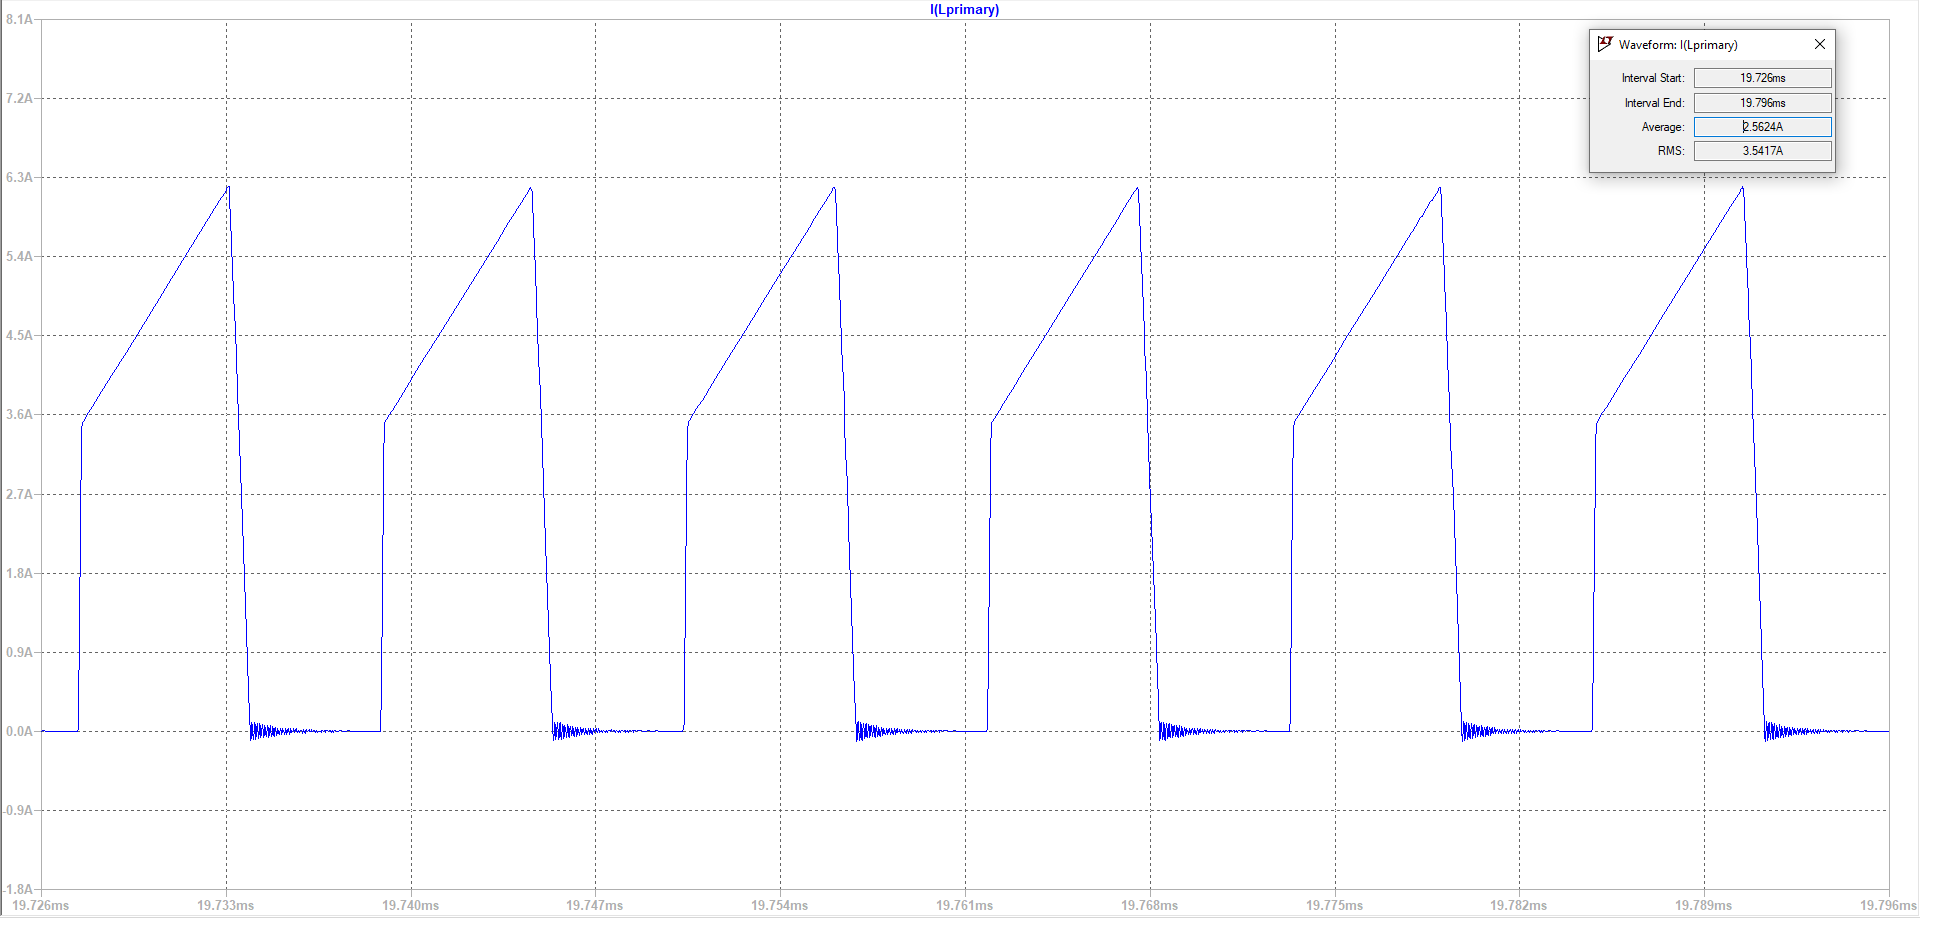 I(Lprimary)
8.1A
7.2A
6.3A
5.4A
4.5A
3.6A
2.7A
1.8A
0.9A
0.0A
-0.9A
-1.8A
19.726ms 19.733ms 19.740ms 19.747ms 19.754ms 19.761ms 19.768ms 19.775ms 19.782ms 19.789ms 19.796ms
Waveform: I(Lprimary)
Interval Start: 19.726ms
Interval End: 19.796ms
Average: 2.5624A
RMS: 3.5417A